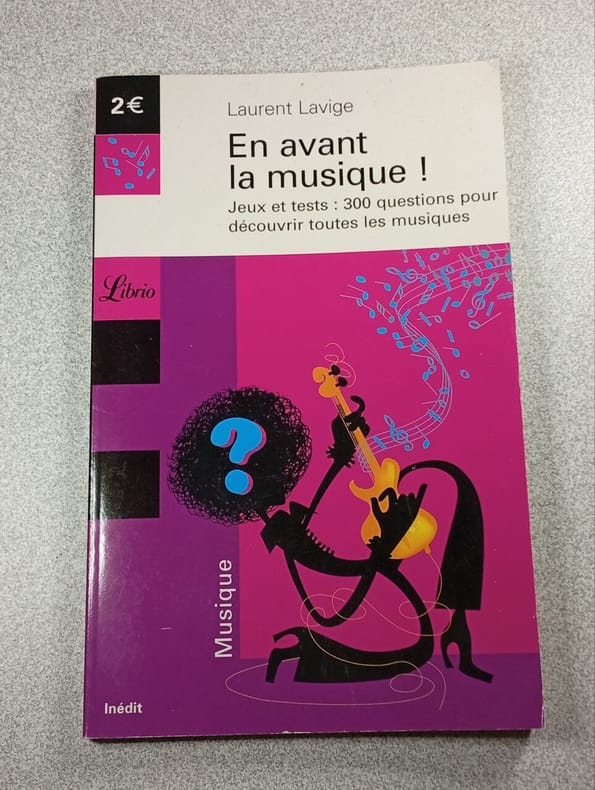 2€
Laurent Lavige
En avant
la musique !
Jeux et tests : 300 questions pour
découvrir toutes les musiques
Librio
?
Musique
Inédit